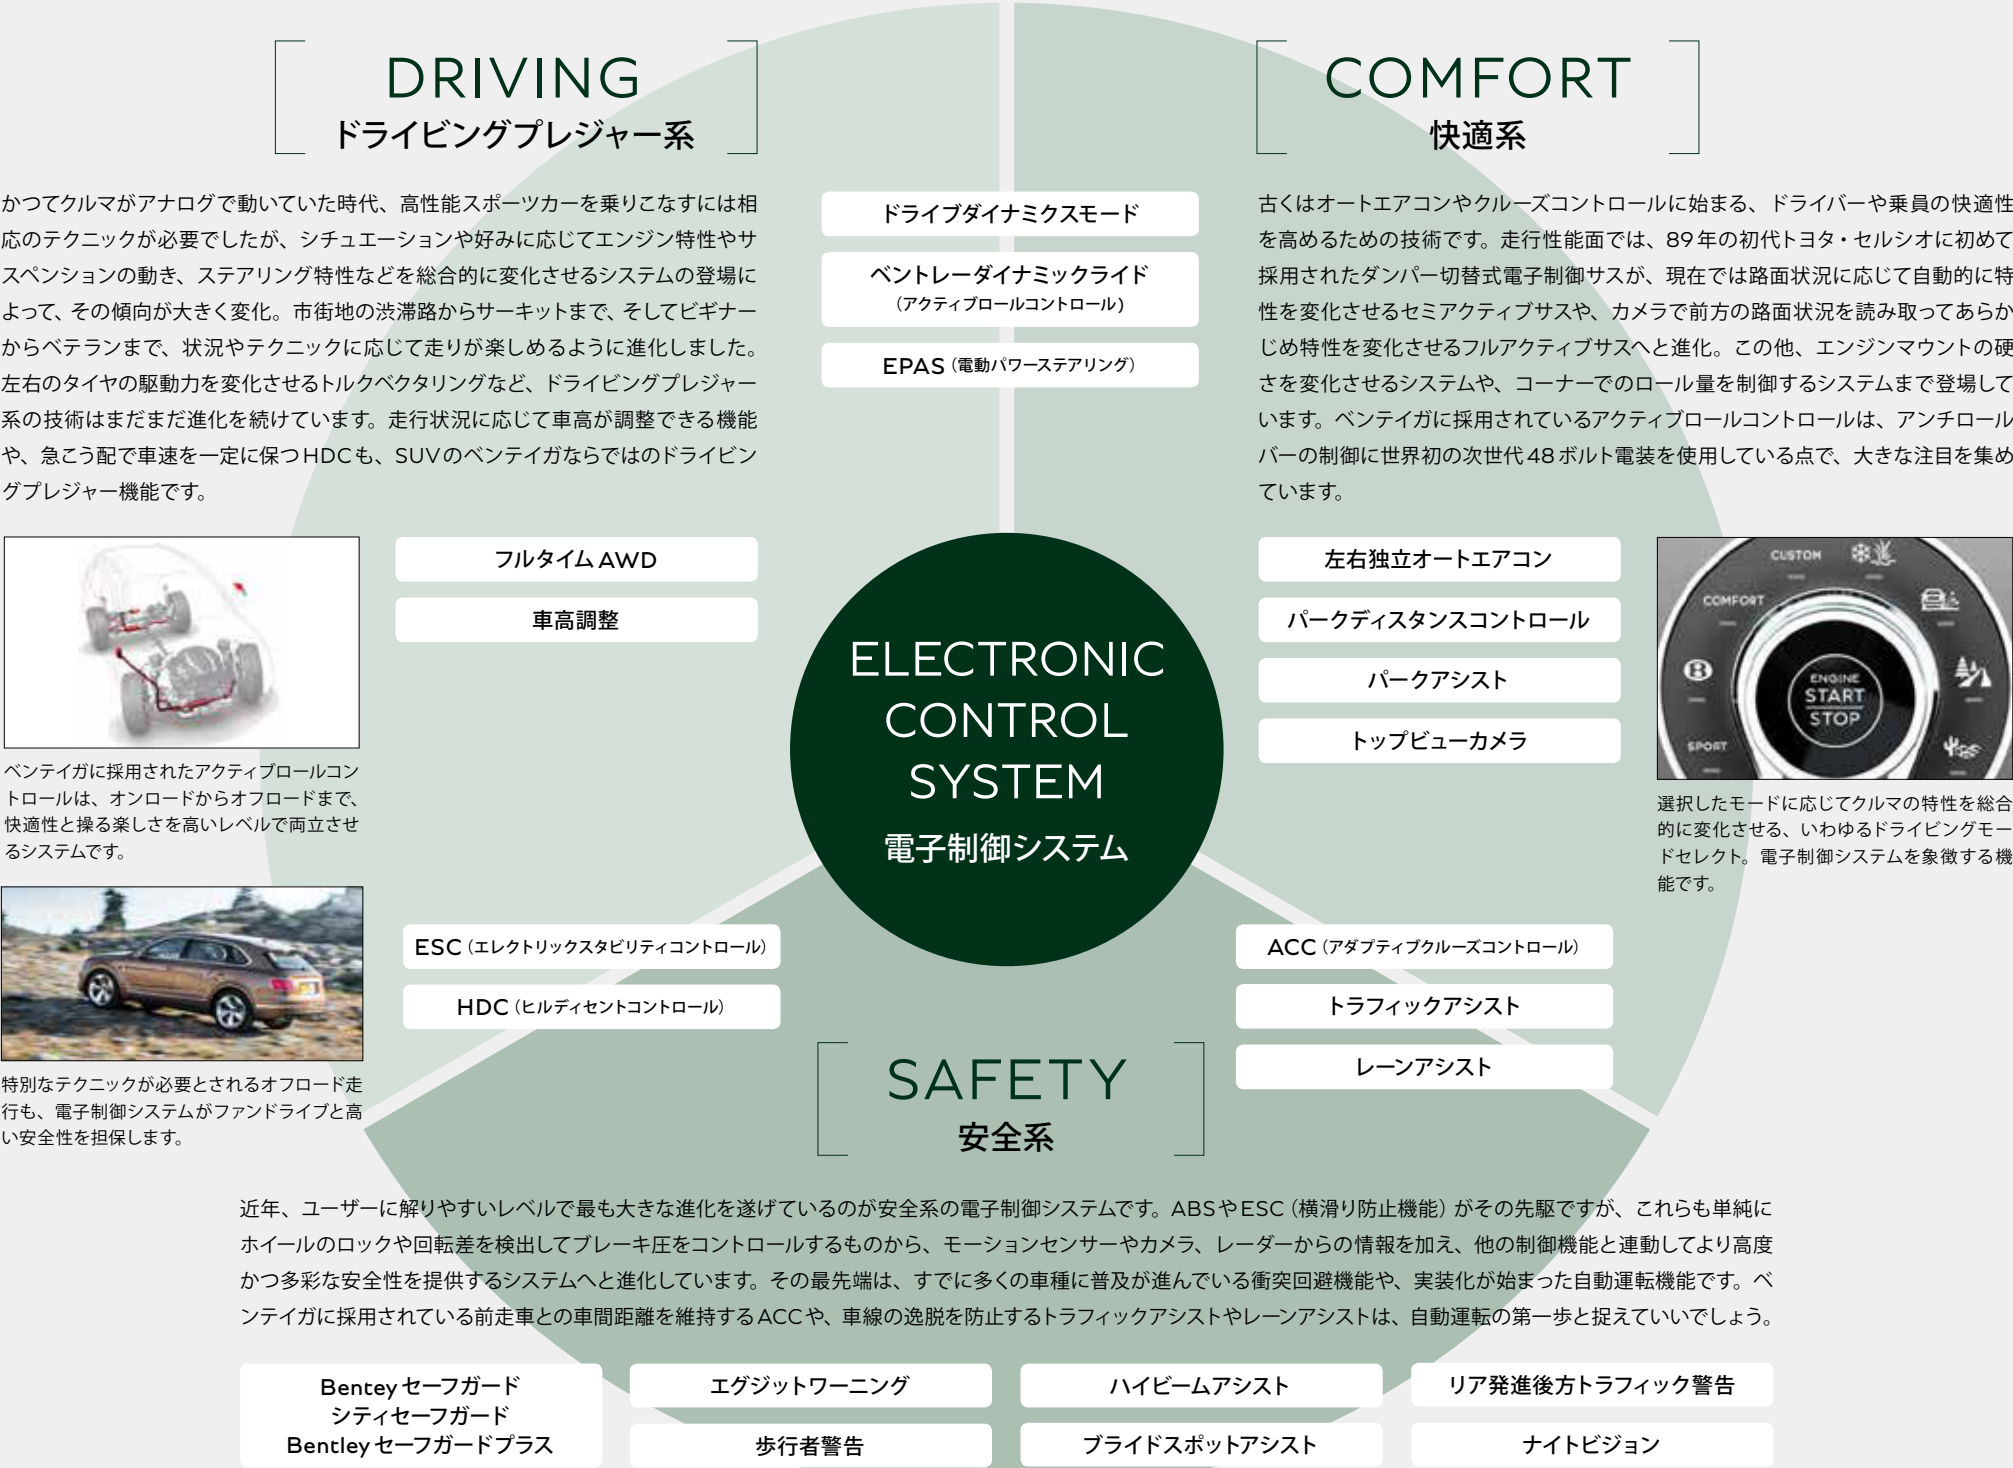 DRIVING
ドライビングプレジャー系
かつてクルマがアナログで動いていた時代、高性能スポーツカーを乗りこなすには相
応のテクニックが必要でしたが、シチュエーションや好みに応じてエンジン特性やサ
スペンションの動き、ステアリング特性などを総合的に変化させるシステムの登場に
よって、その傾向が大きく変化。市街地の渋滞路からサーキットまで、そしてビギナー
からベテランまで、状況やテクニックに応じて走りが楽しめるように進化しました。
左右のタイヤの駆動力を変化させるトルクベクタリングなど、ドライビングプレジャー
系の技術はまだまだ進化を続けています。走行状況に応じて車高が調整できる機能
や、急こう配で車速を一定に保つHDCも、SUVのベンテイガならではのドライビン
グプレジャー機能です。
ドライブダイナミクスモード
ベントレーダイナミックライド
（アクティブロールコントロール）
EPAS（電動パワーステアリング）
COMFORT
快適系
古くはオートエアコンやクルーズコントロールに始まる、ドライバーや乗員の快適性
を高めるための技術です。走行性能面では、89年の初代トヨタ・セルシオに初めて
採用されたダンパー切替式電子制御サスが、現在では路面状況に応じて自動的に特
性を変化させるセミアクティブサスや、カメラで前方の路面状況を読み取ってあらか
じめ特性を変化させるフルアクティブサスへと進化。この他、エンジンマウントの硬
さを変化させるシステムや、コーナーでのロール量を制御するシステムまで登場して
います。ベンテイガに採用されているアクティブロールコントロールは、アンチロール
バーの制御に世界初の次世代48ボルト電装を使用している点で、大きな注目を集め
ています。
フルタイム AWD
車高調整
ベンテイガに採用されたアクティブロールコン
トロールは、オンロードからオフロードまで、
快適性と操る楽しさを高いレベルで両立させ
るシステムです。
特別なテクニックが必要とされるオフロード走
行も、電子制御システムがファンドライブと高
い安全性を担保します。
ELECTRONIC
CONTROL
SYSTEM
電子制御システム
左右独立オートエアコン
パークディスタンスコントロール
パークアシスト
トップビューカメラ
CUSTOM
COMFORT
B
SPORT
ENGINE
START
STOP
選択したモードに応じてクルマの特性を総合
的に変化させる、いわゆるドライビングモー
ドセレクト。電子制御システムを象徴する機
能です。
ESC（エレクトリックスタビリティコントロール）
HDC（ヒルディセントコントロール）
ACC（アダプティブクルーズコントロール）
トラフィックアシスト
レーンアシスト
SAFETY
安全系
近年、ユーザーに解りやすいレベルで最も大きな進化を遂げているのが安全系の電子制御システムです。ABSやESC（横滑り防止機能）がその先駆ですが、これらも単純に
ホイールのロックや回転差を検出してブレーキ圧をコントロールするものから、モーションセンサーやカメラ、レーダーからの情報を加え、他の制御機能と連動してより高度
かつ多彩な安全性を提供するシステムへと進化しています。その最先端は、すでに多くの車種に普及が進んでいる衝突回避機能や、実装化が始まった自動運転機能です。ベ
ンテイガに採用されている前走車との車間距離を維持するACCや、車線の逸脱を防止するトラフィックアシストやレーンアシストは、自動運転の第一歩と捉えていいでしょう。
Bentey セーフガード
シティセーフガード
Bentley セーフガードプラス
エグジットワーニング
歩行者警告
ハイビームアシスト
ブライドスポットアシスト
リア発進後方トラフィック警告
ナイトビジョン